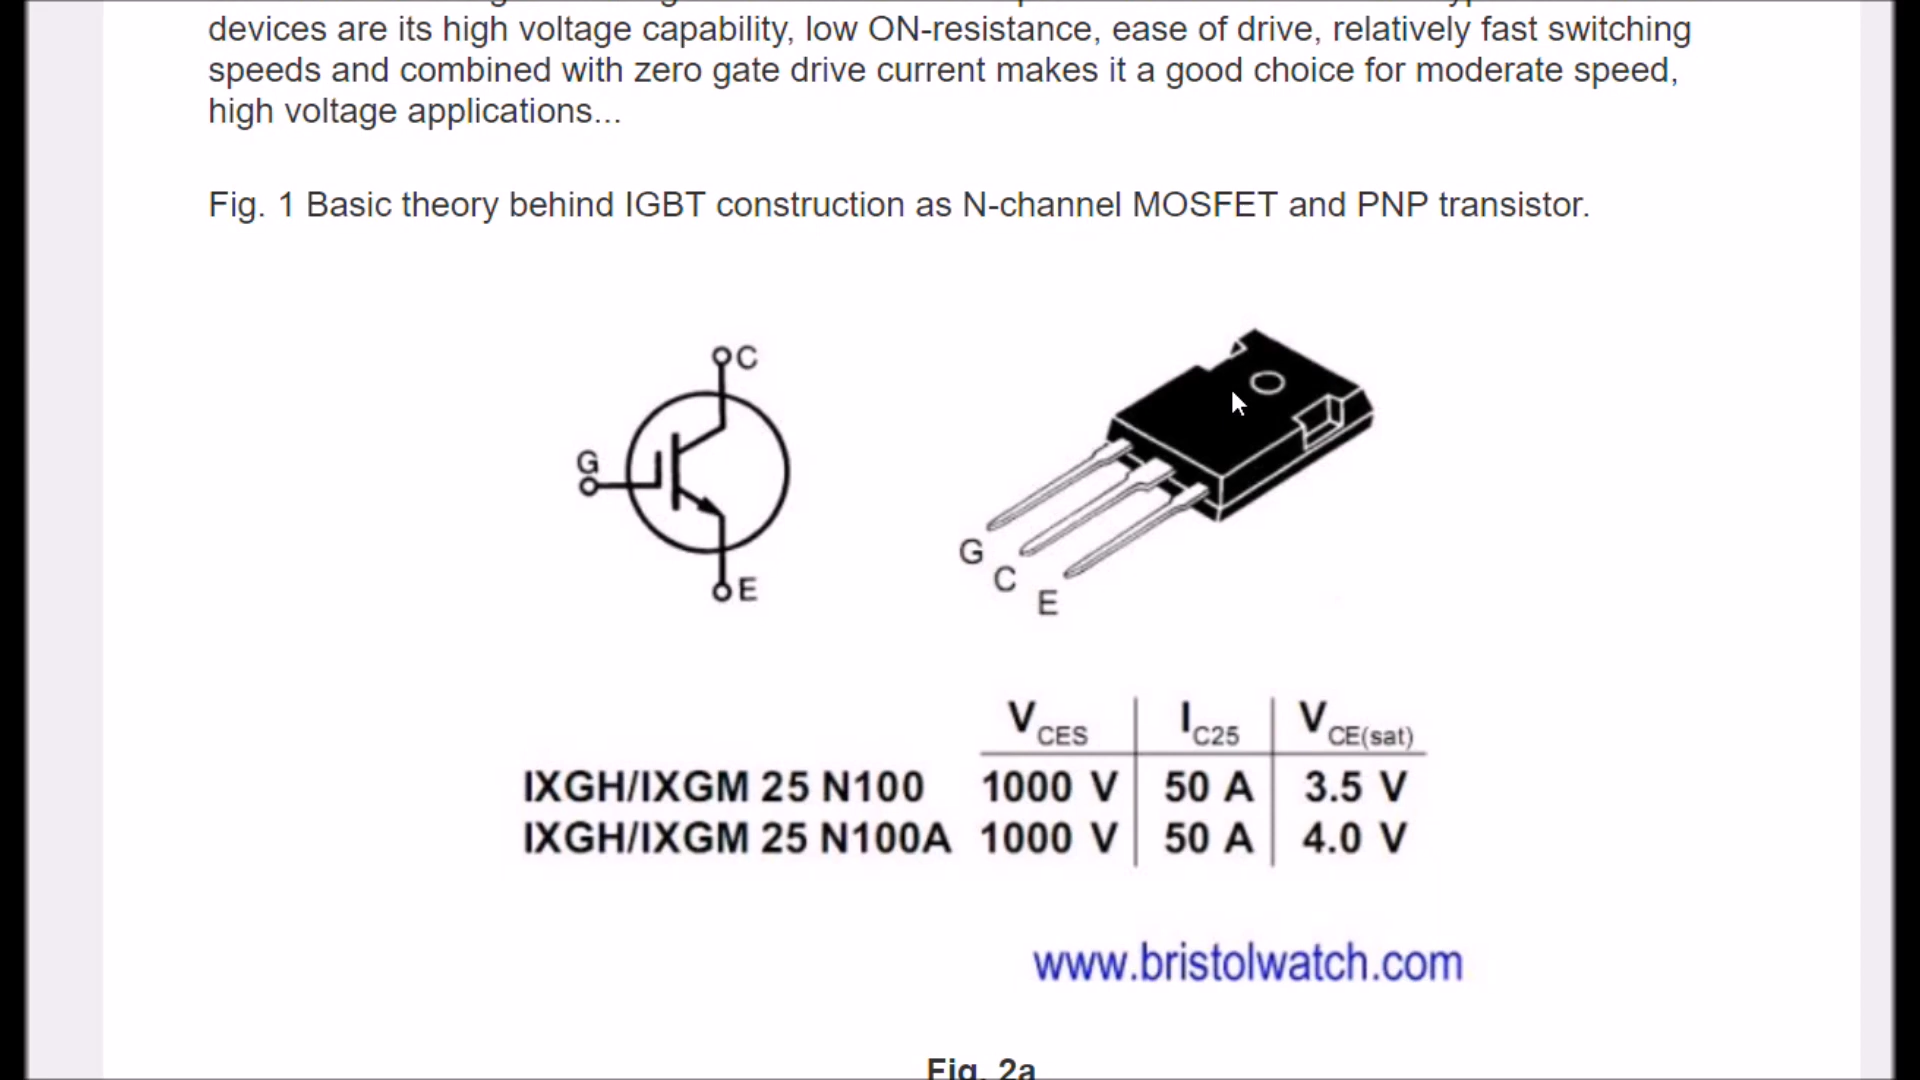 devices are its high voltage capability, low ON-resistance, ease of drive, relatively fast switching
speeds and combined with zero gate drive current makes it a good choice for moderate speed,
high voltage applications...
Fig. 1 Basic theory behind IGBT construction as N-channel MOSFET and PNP transistor.
C
G
E
G
C
E
VCES IC25 VCE(sat)
IXGH/IXGM 25 N100 1000 V 50 A 3.5 V
IXGH/IXGM 25 N100A 1000 V 50 A 4.0 V
www.bristolwatch.com
Fig. 2a